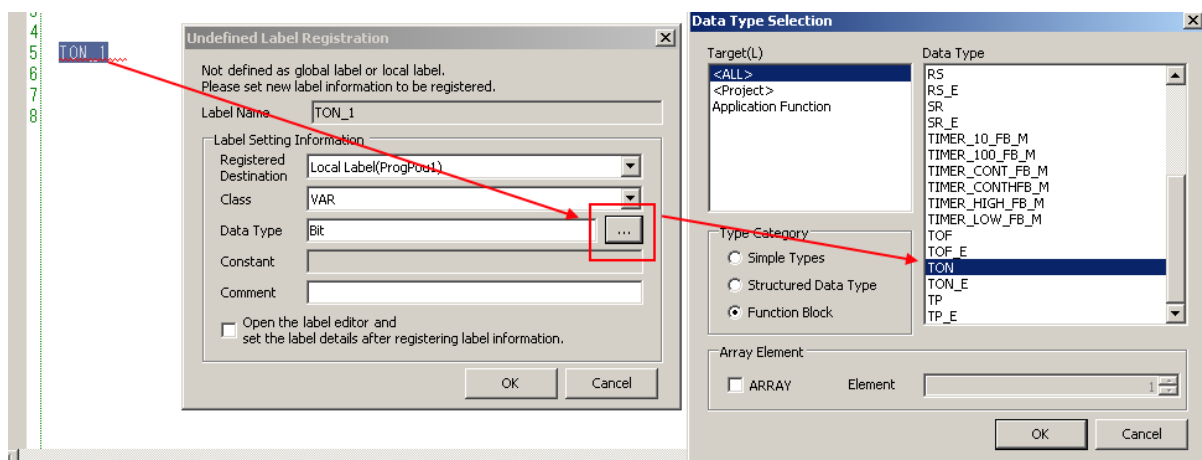 4
5
6
7
8
TON_1
Undefined Label Registration
Not defined as global label or local label.
Please set new label information to be registered.
Label Name
TON_1
Label Setting Information
Registered
Destination
Local Label(ProgPou1)
Class
VAR
Data Type
Bit
...
Constant
Comment
Open the label editor and
set the label details after registering label information.
OK
Cancel
Data Type Selection
Target(L)
<ALL>
<Project>
Application Function
Type Category
Simple Types
Structured Data Type
Function Block
Data Type
RS
RS_E
SR
SR_E
TIMER_10_FB_M
TIMER_100_FB_M
TIMER_CONT_FB_M
TIMER_CONTHFB_M
TIMER_HIGH_FB_M
TIMER_LOW_FB_M
TOF
TOF_E
TON
TON_E
TP
TP_E
Array Element
ARRAY
Element
1
OK
Cancel